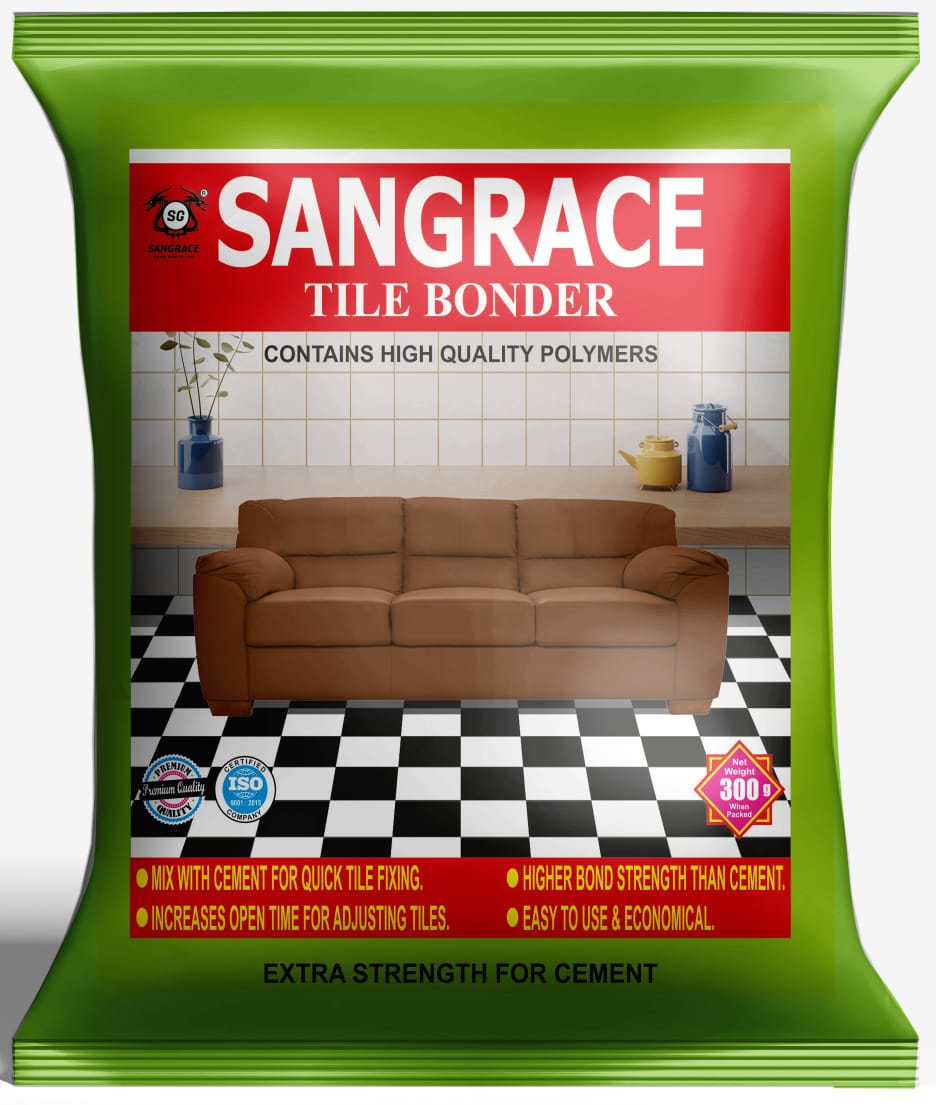 SG
®
SANGRACE
SANGRACE
TILE BONDER
CONTAINS HIGH QUALITY POLYMERS
PREMIUM
Premium Quality
QUALITY
CERTIFIED
ISO
9001 : 2015
COMPANY
Net
Weight
300 g
When
Packed
MIX WITH CEMENT FOR QUICK TILE FIXING.
INCREASES OPEN TIME FOR ADJUSTING TILES.
HIGHER BOND STRENGTH THAN CEMENT.
EASY TO USE & ECONOMICAL.
EXTRA STRENGTH FOR CEMENT